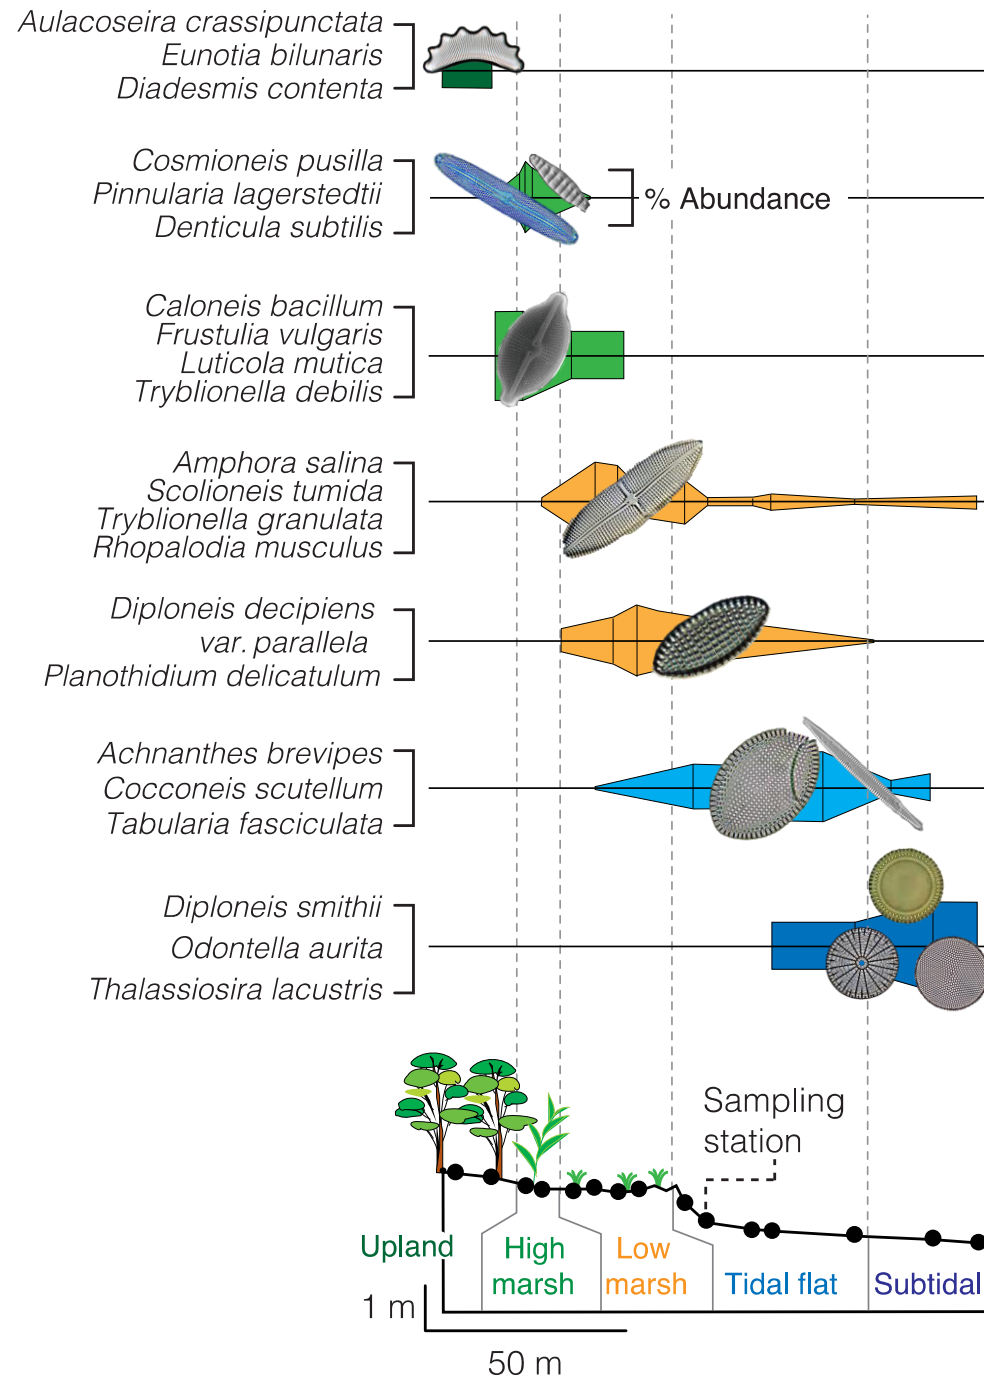 Aulacoseira crassipunctata
Eunotia bilunaris
Diadesmis contenta
Cosmioneis pusilla
Pinnularia lagerstedtii
Denticula subtilis
% Abundance
Caloneis bacillum
Frustulia vulgaris
Luticola mutica
Tryblionella debilis
Amphora salina
Scolioneis tumida
Tryblionella granulata
Rhopalodia musculus
Diploneis decipiens
var. parallela
Planothidium delicatulum
Achnanthes brevipes
Cocconeis scutellum
Tabularia fasciculata
Diploneis smithii
Odontella aurita
Thalassiosira lacustris
Sampling
station
Upland
High
marsh
Low
marsh
Tidal flat
Subtidal
1 m
50 m